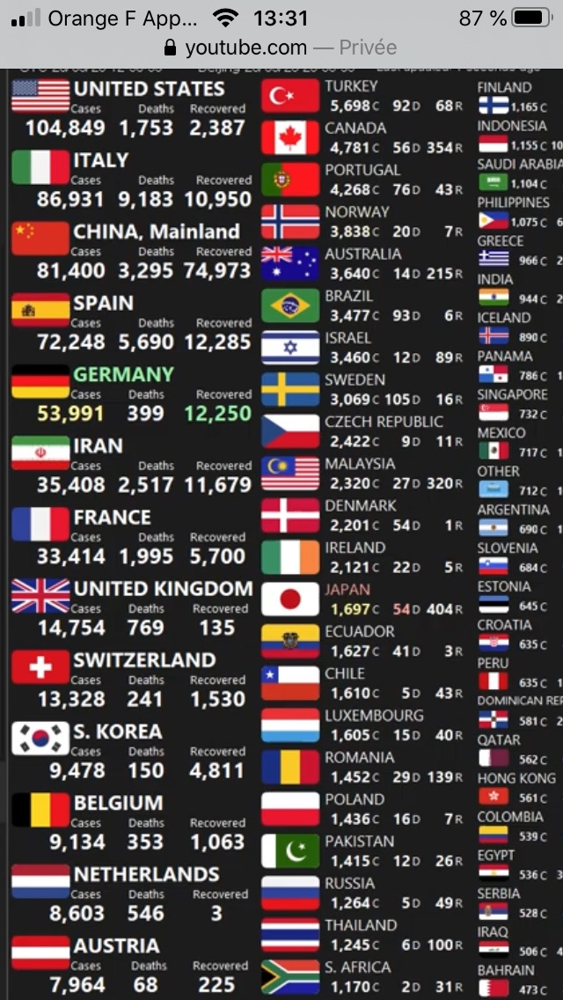 Orange F App... 13:31 87 %
youtube.com — Privée
UNITED STATES
Cases Deaths Recovered
104,849 1,753 2,387
ITALY
Cases Deaths Recovered
86,931 9,183 10,950
CHINA, Mainland
Cases Deaths Recovered
81,400 3,295 74,973
SPAIN
Cases Deaths Recovered
72,248 5,690 12,285
GERMANY
Cases Deaths Recovered
53,991 399 12,250
IRAN
Cases Deaths Recovered
35,408 2,517 11,679
FRANCE
Cases Deaths Recovered
33,414 1,995 5,700
UNITED KINGDOM
Cases Deaths Recovered
14,754 769 135
SWITZERLAND
Cases Deaths Recovered
13,328 241 1,530
S. KOREA
Cases Deaths Recovered
9,478 150 4,811
BELGIUM
Cases Deaths Recovered
9,134 353 1,063
NETHERLANDS
Cases Deaths Recovered
8,603 546 3
AUSTRIA
Cases Deaths Recovered
7,964 68 225
TURKEY
5,698 C 92 D 68 R
CANADA
4,781 C 56 D 354 R
PORTUGAL
4,268 C 76 D 43 R
NORWAY
3,838 C 20 D 7 R
AUSTRALIA
3,640 C 14 D 215 R
BRAZIL
3,477 C 93 D 6 R
ISRAEL
3,460 C 12 D 89 R
SWEDEN
3,069 C 105 D 16 R
CZECH REPUBLIC
2,422 C 9 D 11 R
MALAYSIA
2,320 C 27 D 320 R
DENMARK
2,201 C 54 D 1 R
IRELAND
2,121 C 22 D 5 R
JAPAN
1,697 C 54 D 404 R
ECUADOR
1,627 C 41 D 3 R
CHILE
1,610 C 5 D 43 R
LUXEMBOURG
1,605 C 15 D 40 R
ROMANIA
1,452 C 29 D 139 R
POLAND
1,436 C 16 D 7 R
PAKISTAN
1,415 C 12 D 26 R
RUSSIA
1,264 C 5 D 49 R
THAILAND
1,245 C 6 D 100 R
S. AFRICA
1,170 C 2 D 31 R
FINLAND
1,165 C
INDONESIA
1,155 C 10
SAUDI ARABIA
1,104 C
PHILIPPINES
1,075 C 6
GREECE
966 C 2
INDIA
944 C 2
ICELAND
890 C
PANAMA
786 C 1
SINGAPORE
732 C
MEXICO
717 C 1
OTHER
712 C 1
ARGENTINA
690 C 1
SLOVENIA
684 C
ESTONIA
645 C
CROATIA
635 C
PERU
635 C 1
DOMINICAN REP
581 C 2
QATAR
562 C
HONG KONG
561 C
COLOMBIA
539 C
EGYPT
536 C 3
SERBIA
528 C
IRAQ
506 C 4
BAHRAIN
473 C